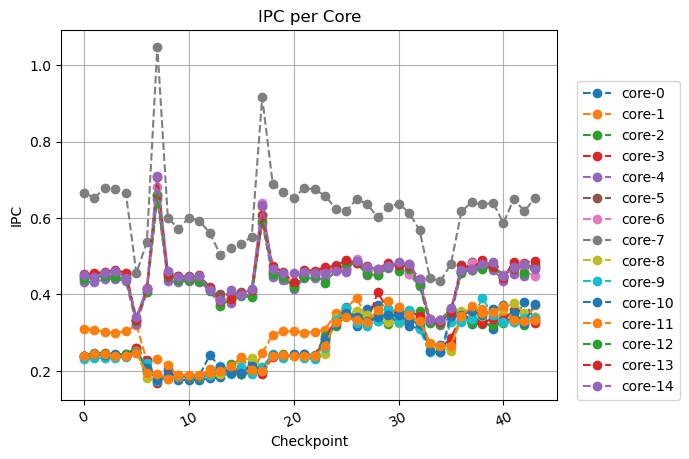 IPC per Core
IPC
1.0
0.8
0.6
0.4
0.2
0
10
20
30
40
Checkpoint
core-0
core-1
core-2
core-3
core-4
core-5
core-6
core-7
core-8
core-9
core-10
core-11
core-12
core-13
core-14